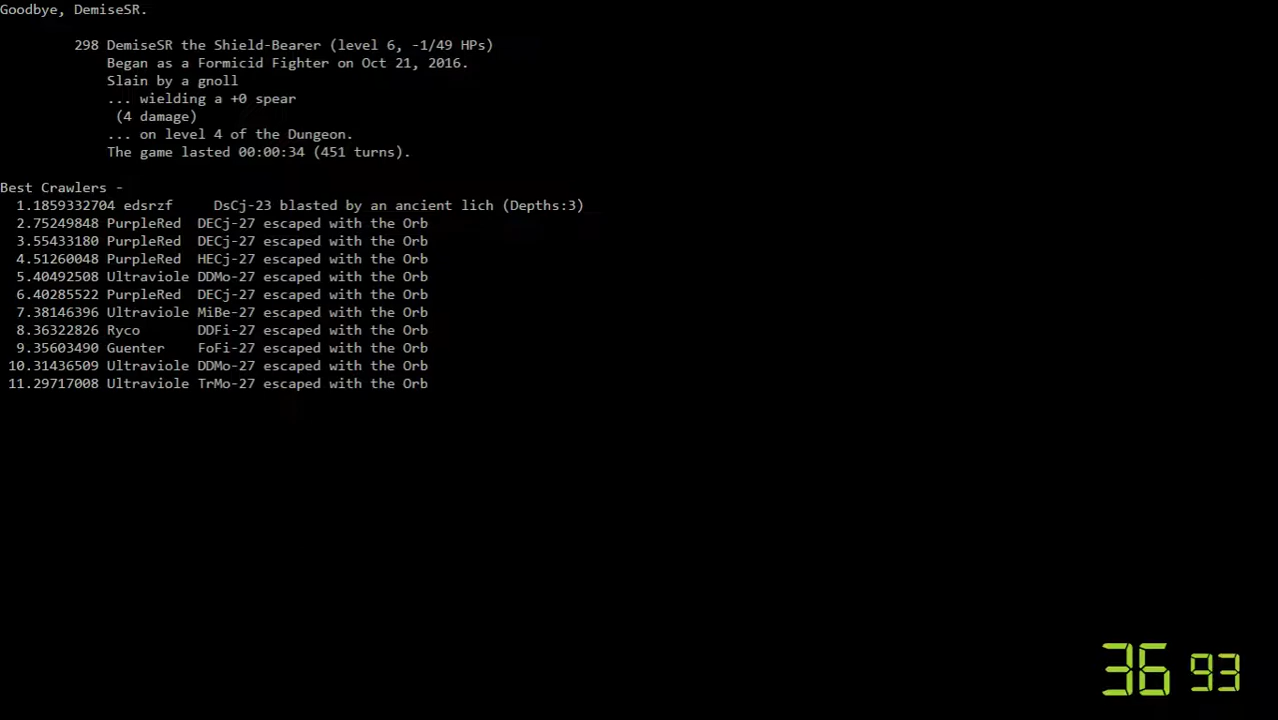 Goodbye, DemiseSR.
298 DemiseSR the Shield-Bearer (level 6, -1/49 HPs)
Began as a Formicid Fighter on Oct 21, 2016.
Slain by a gnoll
... wielding a +0 spear
(4 damage)
... on level 4 of the Dungeon.
The game lasted 00:00:34 (451 turns).
Best Crawlers -
1.1859332704 edsrzf DsCj-23 blasted by an ancient lich (Depths:3)
2.75249848 PurpleRed DECj-27 escaped with the Orb
3.55433180 PurpleRed DECj-27 escaped with the Orb
4.51260048 PurpleRed HECj-27 escaped with the Orb
5.40492508 Ultraviole DDMo-27 escaped with the Orb
6.40285522 PurpleRed DECj-27 escaped with the Orb
7.38146396 Ultraviole MiBe-27 escaped with the Orb
8.36322826 Ryco DDFi-27 escaped with the Orb
9.35603490 Guenter FoFi-27 escaped with the Orb
10.31436509 Ultraviole DDMo-27 escaped with the Orb
11.29717008 Ultraviole TrMo-27 escaped with the Orb
36 93